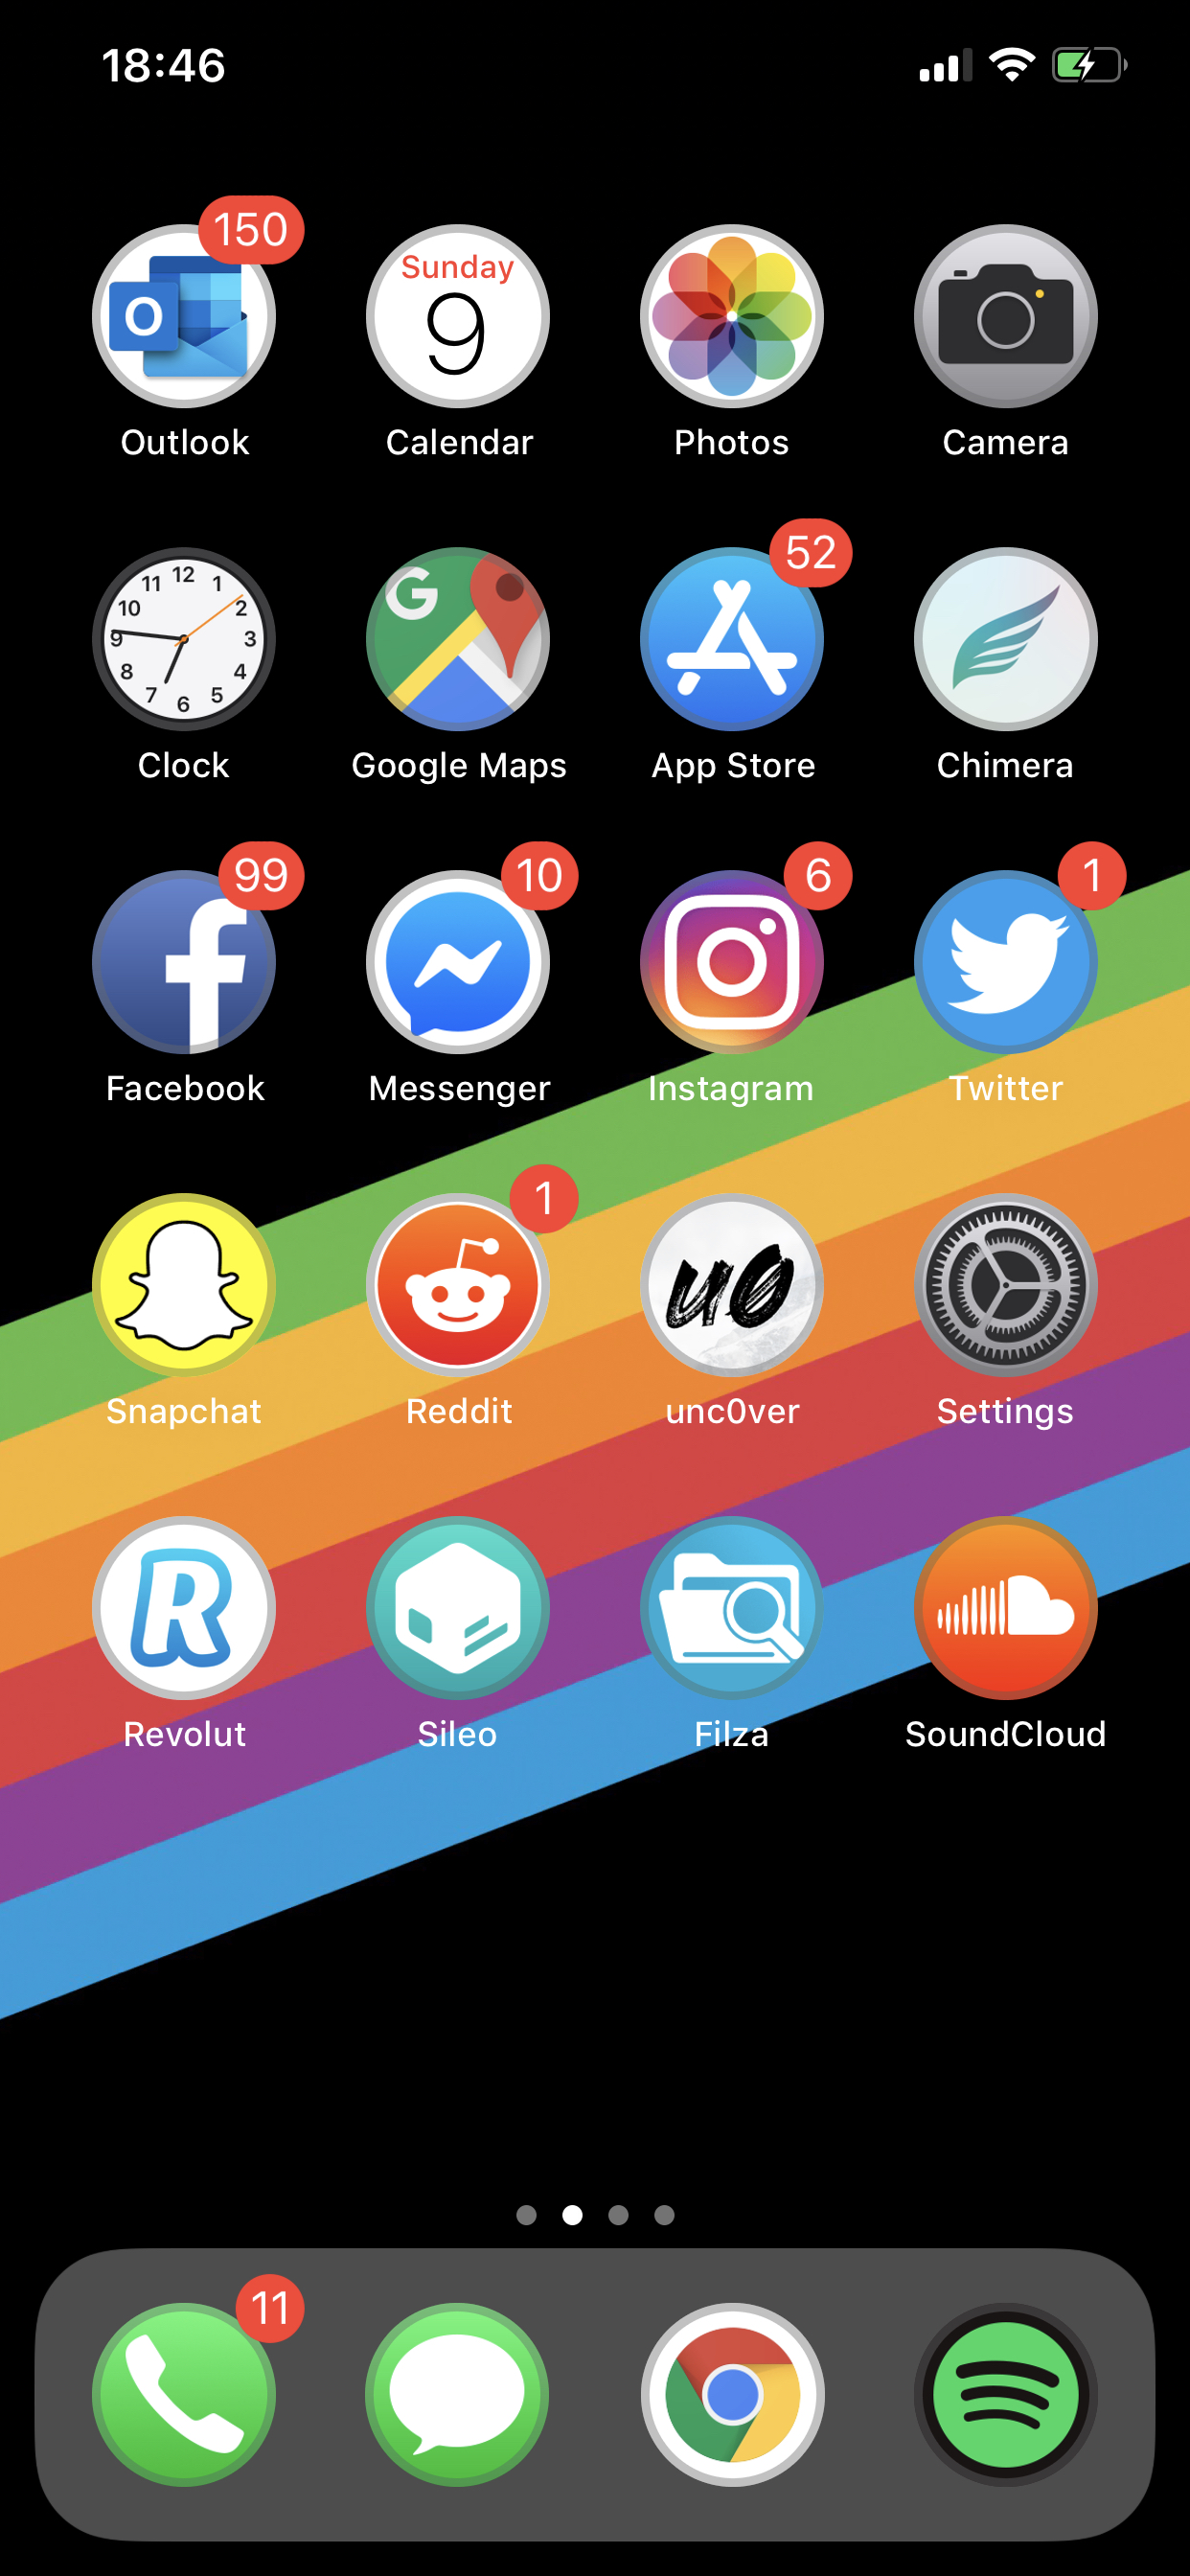 18:46
150
Sunday
9
Outlook
Calendar
Photos
Camera
52
12
11 1
10 2
9 3
8 4
7 5
6
G
Clock
Google Maps
App Store
Chimera
99
10
6
1
Facebook
Messenger
Instagram
Twitter
1
u0
Snapchat
Reddit
unc0ver
Settings
R
Revolut
Sileo
Filza
SoundCloud
11